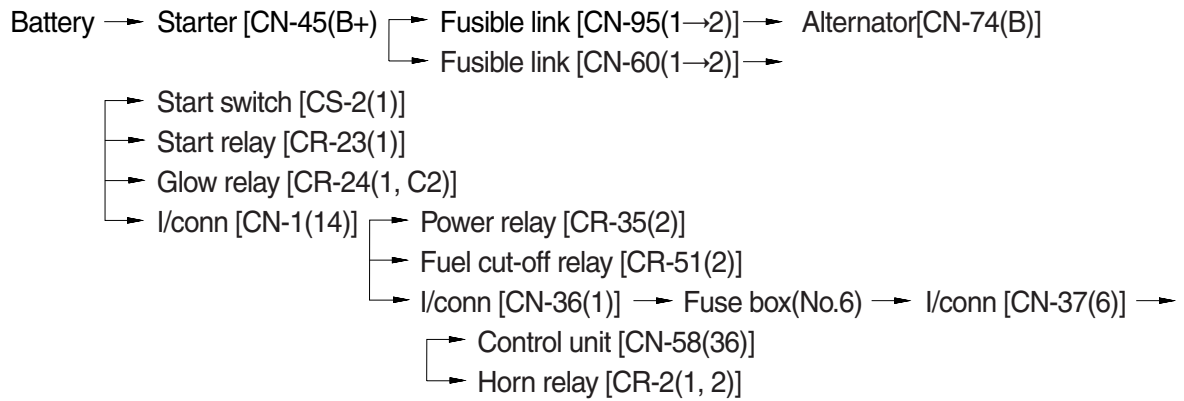 Battery → Starter [CN-45(B+) → Fusible link [CN-95(1→2)] → Alternator[CN-74(B)]
→ Fusible link [CN-60(1→2)] →
→ Start switch [CS-2(1)]
→ Start relay [CR-23(1)]
→ Glow relay [CR-24(1, C2)]
→ I/conn [CN-1(14)] → Power relay [CR-35(2)]
→ Fuel cut-off relay [CR-51(2)]
→ I/conn [CN-36(1)] → Fuse box(No.6) → I/conn [CN-37(6)] →
→ Control unit [CN-58(36)]
→ Horn relay [CR-2(1, 2)]